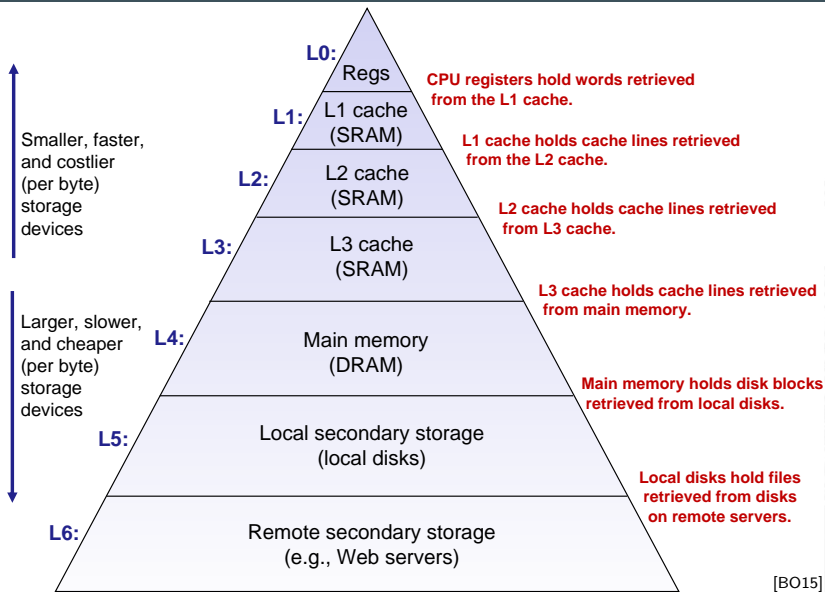 L0:
Regs
CPU registers hold words retrieved
from the L1 cache.
L1:
L1 cache
(SRAM)
L1 cache holds cache lines retrieved
from the L2 cache.
Smaller, faster,
and costlier
(per byte)
storage
devices
L2:
L2 cache
(SRAM)
L2 cache holds cache lines retrieved
from L3 cache.
L3:
L3 cache
(SRAM)
L3 cache holds cache lines retrieved
from main memory.
Larger, slower,
and cheaper
(per byte)
storage
devices
L4:
Main memory
(DRAM)
Main memory holds disk blocks
retrieved from local disks.
L5:
Local secondary storage
(local disks)
Local disks hold files
retrieved from disks
on remote servers.
L6:
Remote secondary storage
(e.g., Web servers)
[BO15]